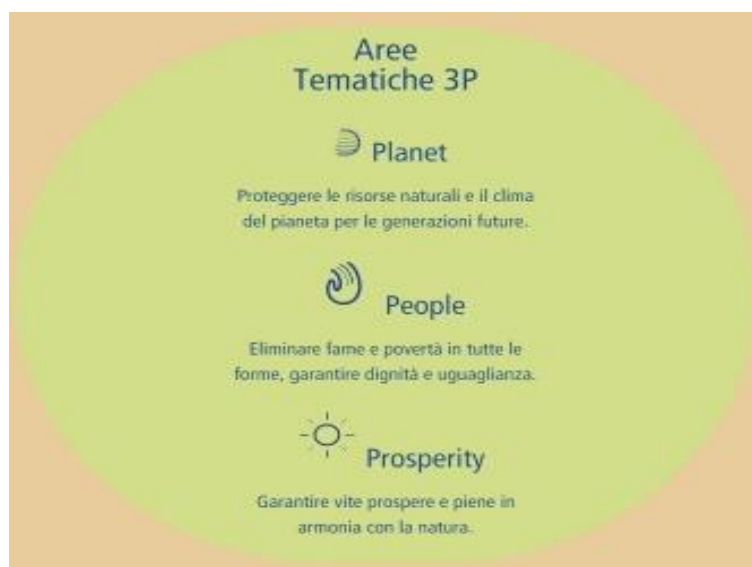 Aree
Tematiche 3P
Planet
Proteggere le risorse naturali e il clima
del pianeta per le generazioni future.
People
Eliminare fame e povertà in tutte le
forme, garantire dignità e uguaglianza.
Prosperity
Garantire vite prospere e piene in
armonia con la natura.